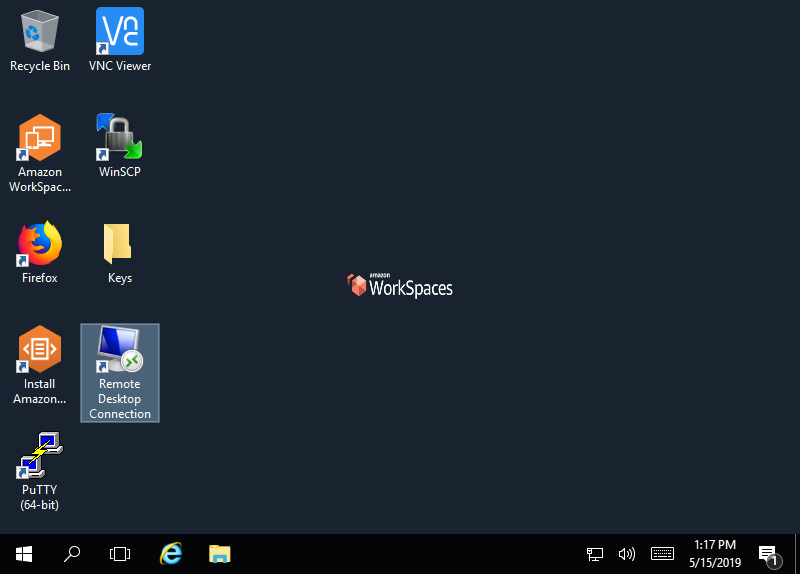 Recycle Bin
VNC Viewer
Amazon
WorkSpac...
WinSCP
Firefox
Keys
Install
Amazon...
Remote
Desktop
Connection
PuTTY
(64-bit)
amazon
WorkSpaces
1:17 PM
5/15/2019
1